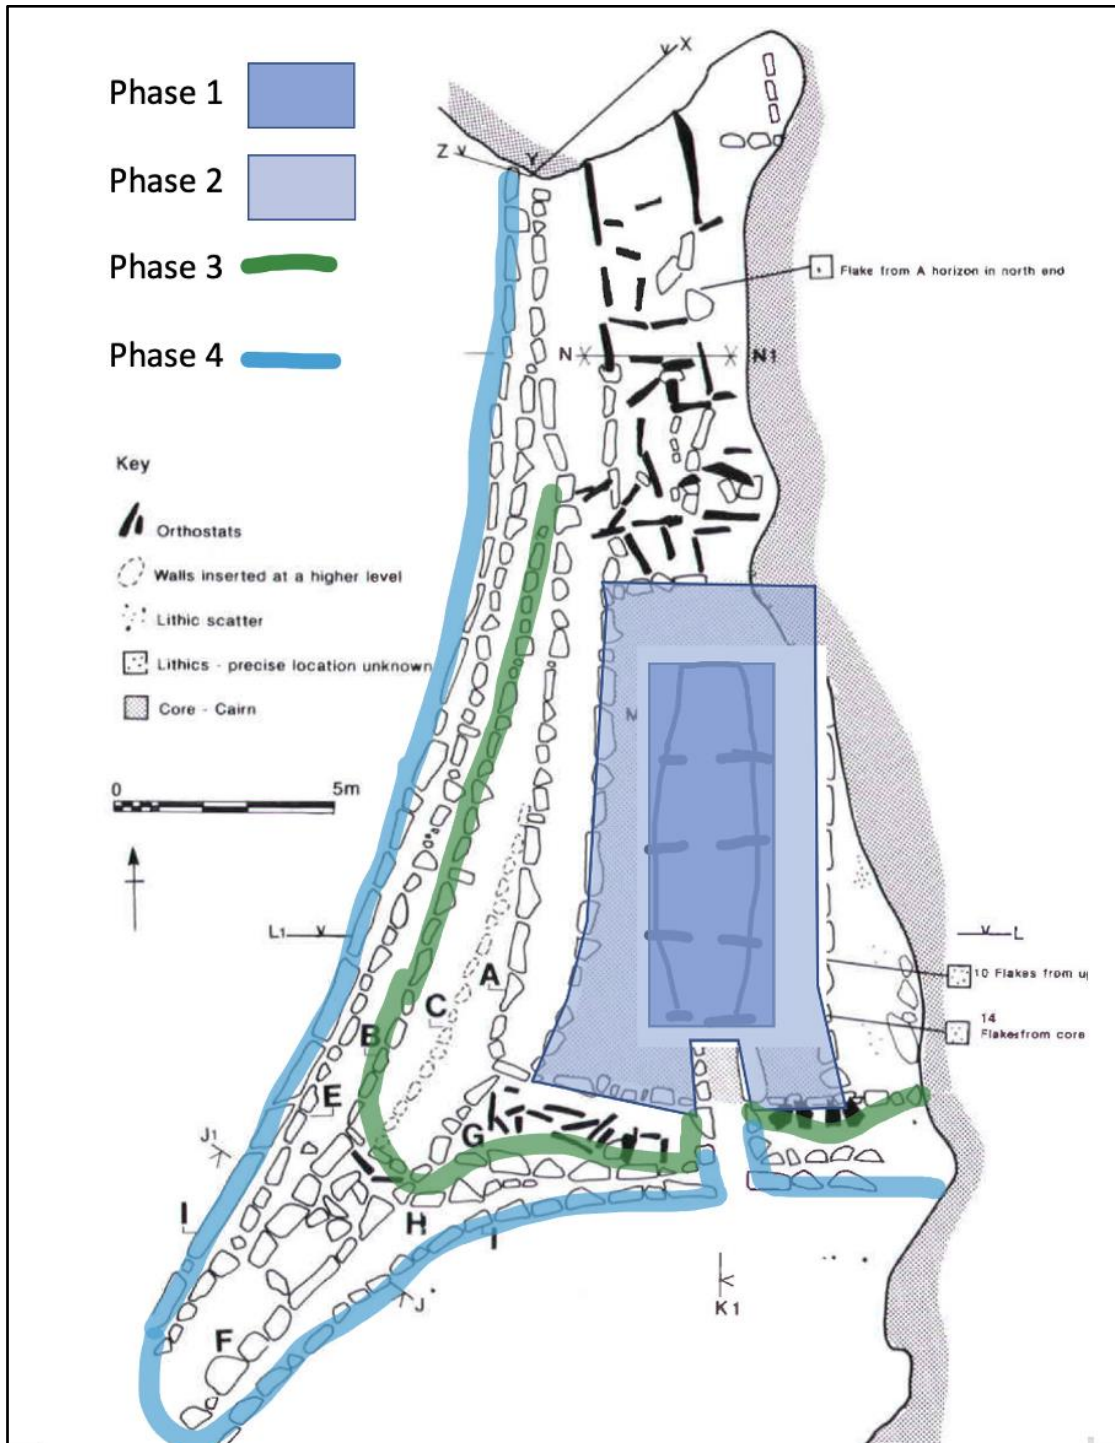 Phase 1
Phase 2
Phase 3
Phase 4
X
Z
Y
Flake from A horizon in north end
N
N1
Key
Orthostats
Walls inserted at a higher level
Lithic scatter
Lithics - precise location unknown
Core - Cairn
M
0 5m
L1
L
10 Flakes from u
14
Flakesfrom core
A
C
B
E
G
J1
I
H
I
J
K1
F